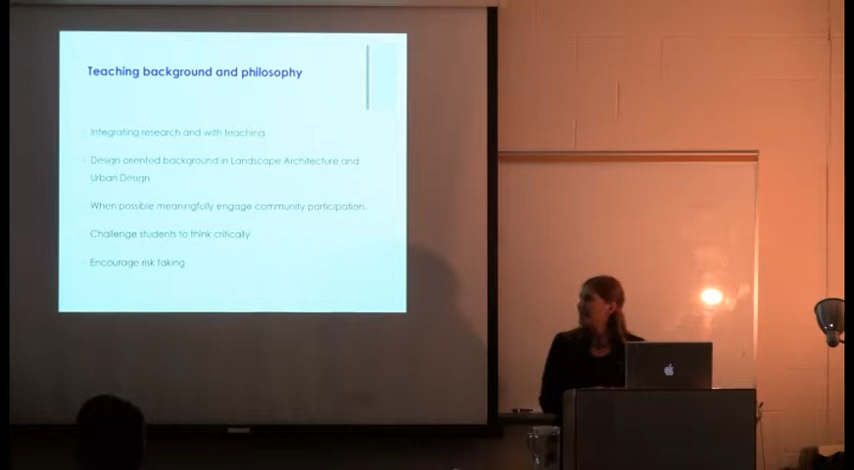 Teaching background and philosophy
Integrating research and with teaching
Design oriented background in Landscape Architecture and
Urban Design
When possible meaningfully engage community participation.
Challenge students to think critically
Encourage risk taking